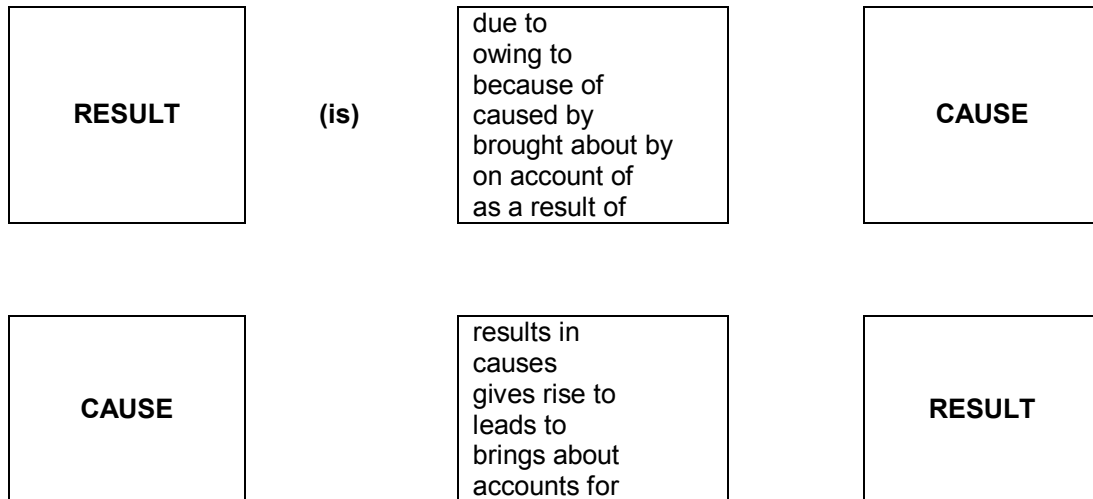 RESULT
(is)
due to
owing to
because of
caused by
brought about by
on account of
as a result of
CAUSE
CAUSE
results in
causes
gives rise to
leads to
brings about
accounts for
RESULT